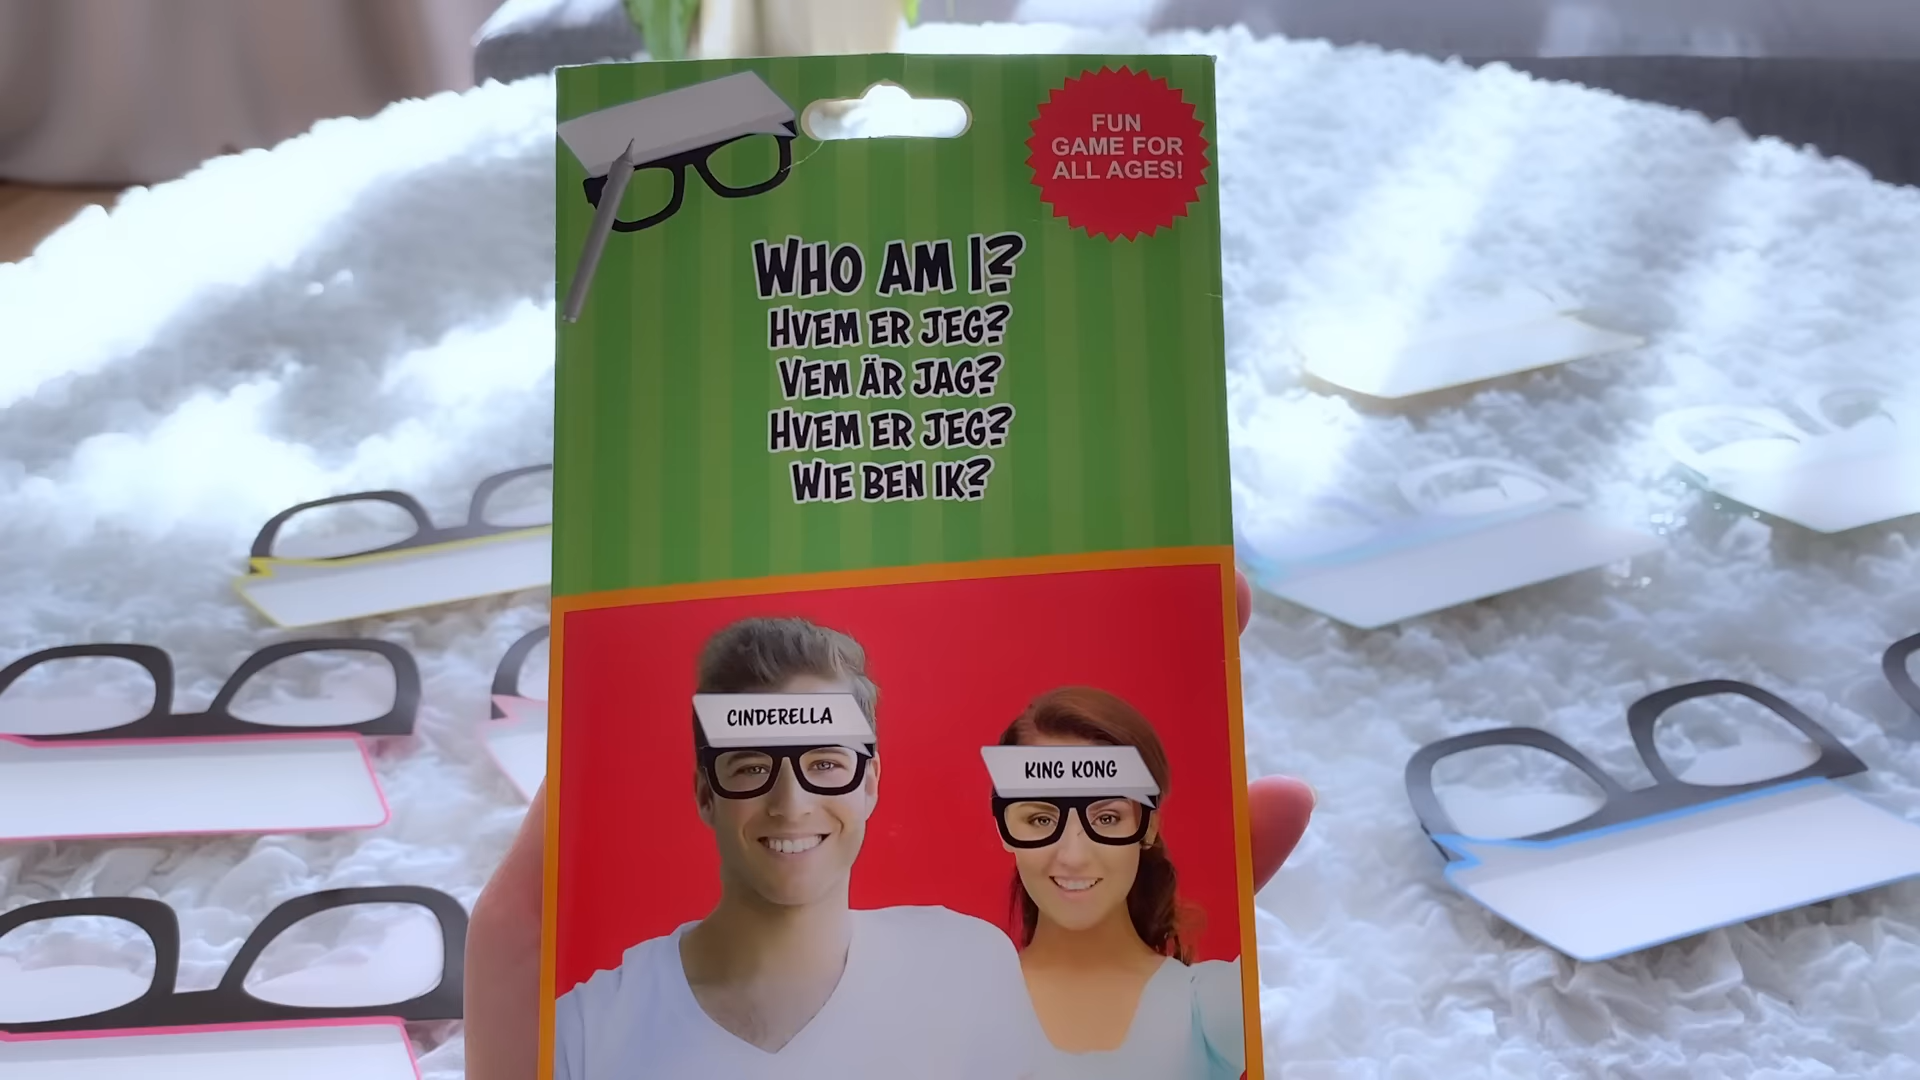 FUN
GAME FOR
ALL AGES!
WHO AM I?
HVEM ER JEG?
VEM ÄR JAG?
HVEM ER JEG?
WIE BEN IK?
CINDERELLA
KING KONG